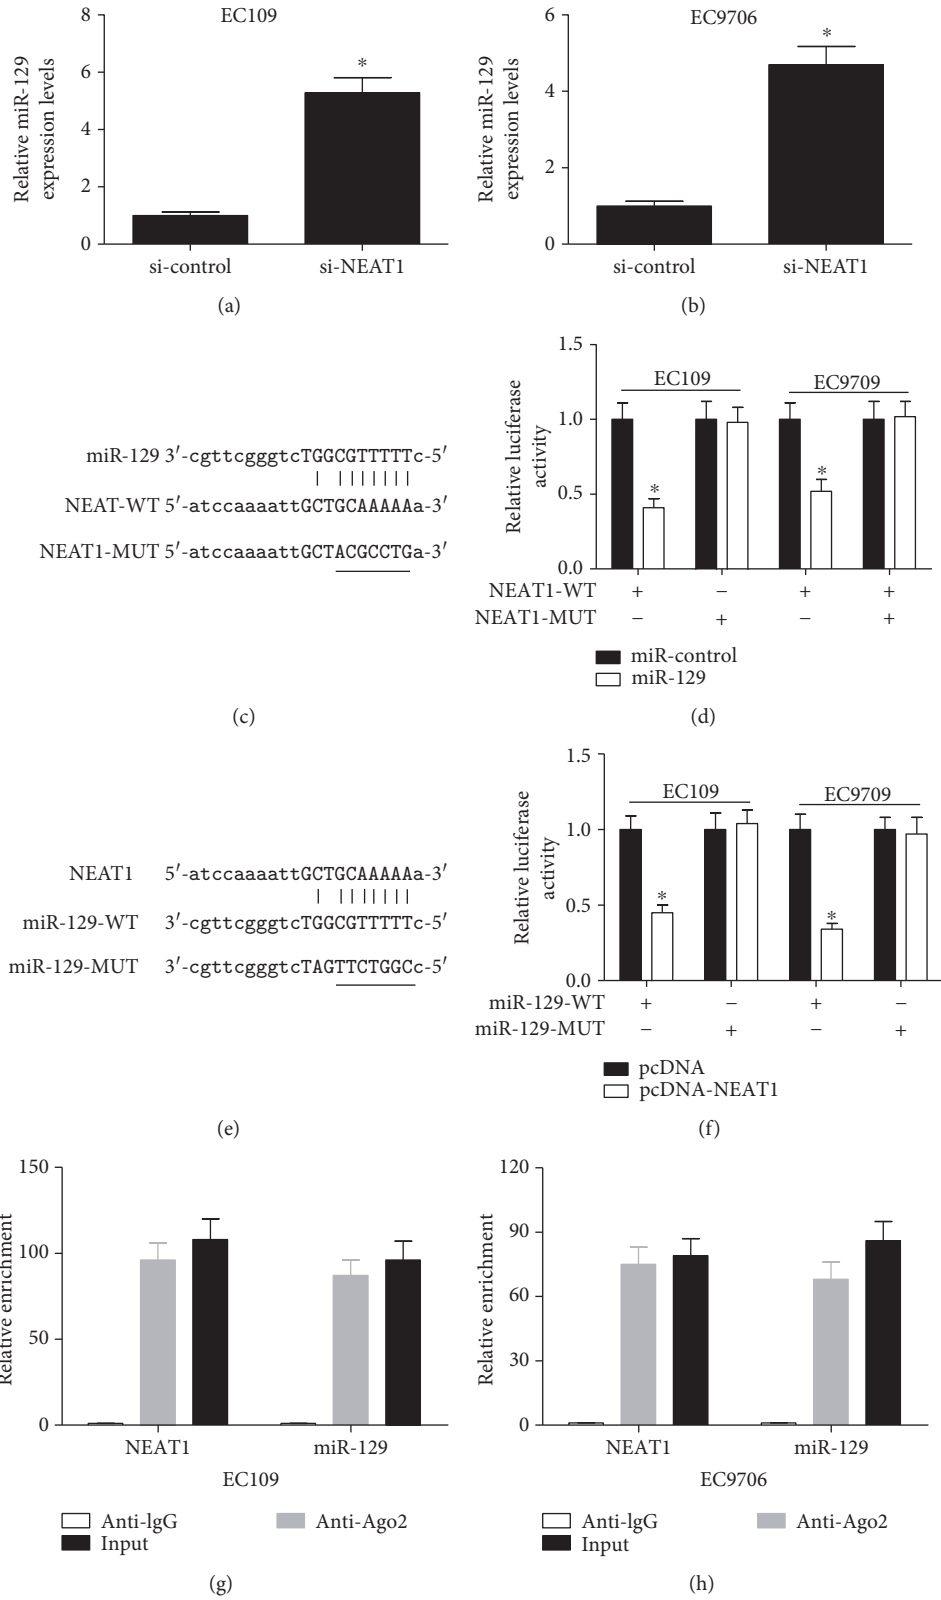 EC109
8
6
4
2
0
Relative miR-129
expression levels
*
si-control
si-NEAT1
(a)
EC9706
6
4
2
0
Relative miR-129
expression levels
*
si-control
si-NEAT1
(b)
miR-129 3′-cgttcgggtcTGGCGTTTTTc-5′
NEAT-WT 5′-atccaaaattGCTGCAAAAAa-3′
NEAT1-MUT 5′-atccaaaattGCTACGCCTGa-3′
(c)
1.5
1.0
0.5
0.0
Relative luciferase
activity
EC109
EC9709
* *
NEAT1-WT + − + +
NEAT1-MUT − + − +
miR-control
miR-129
(d)
NEAT1 5′-atccaaaattGCTGCAAAAAa-3′
miR-129-WT 3′-cgttcgggtcTGGCGTTTTTc-5′
miR-129-MUT 3′-cgttcgggtcTAGTTCTGGCc-5′
(e)
1.5
1.0
0.5
0.0
Relative luciferase
activity
EC109
EC9709
* *
miR-129-WT + − + −
miR-129-MUT − + − +
pcDNA
pcDNA-NEAT1
(f)
150
100
50
0
Relative enrichment
NEAT1 miR-129
EC109
Anti-lgG Anti-Ago2
Input
(g)
120
90
60
30
0
Relative enrichment
NEAT1 miR-129
EC9706
Anti-lgG Anti-Ago2
Input
(h)